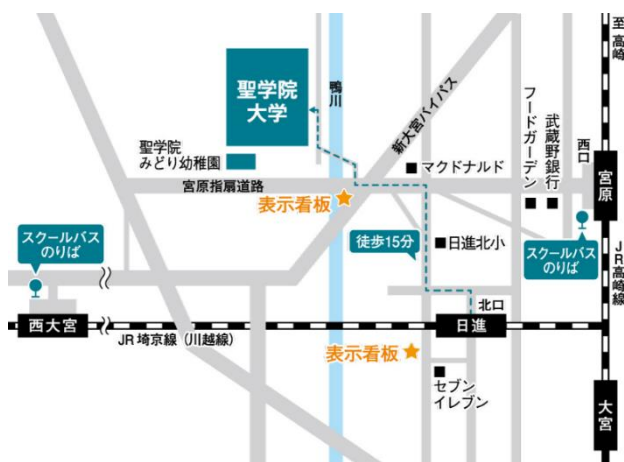 至
高崎
聖学院
大学
鴨川
新大宮バイパス
フードガーデン
武蔵野銀行
西口
宮原
聖学院
みどり幼稚園
マクドナルド
宮原指扇道路
表示看板
スクールバス
のりば
徒歩15分
日進北小
スクールバス
のりば
JR高崎線
北口
西大宮
日進
JR埼京線（川越線）
表示看板
セブン
イレブン
大宮